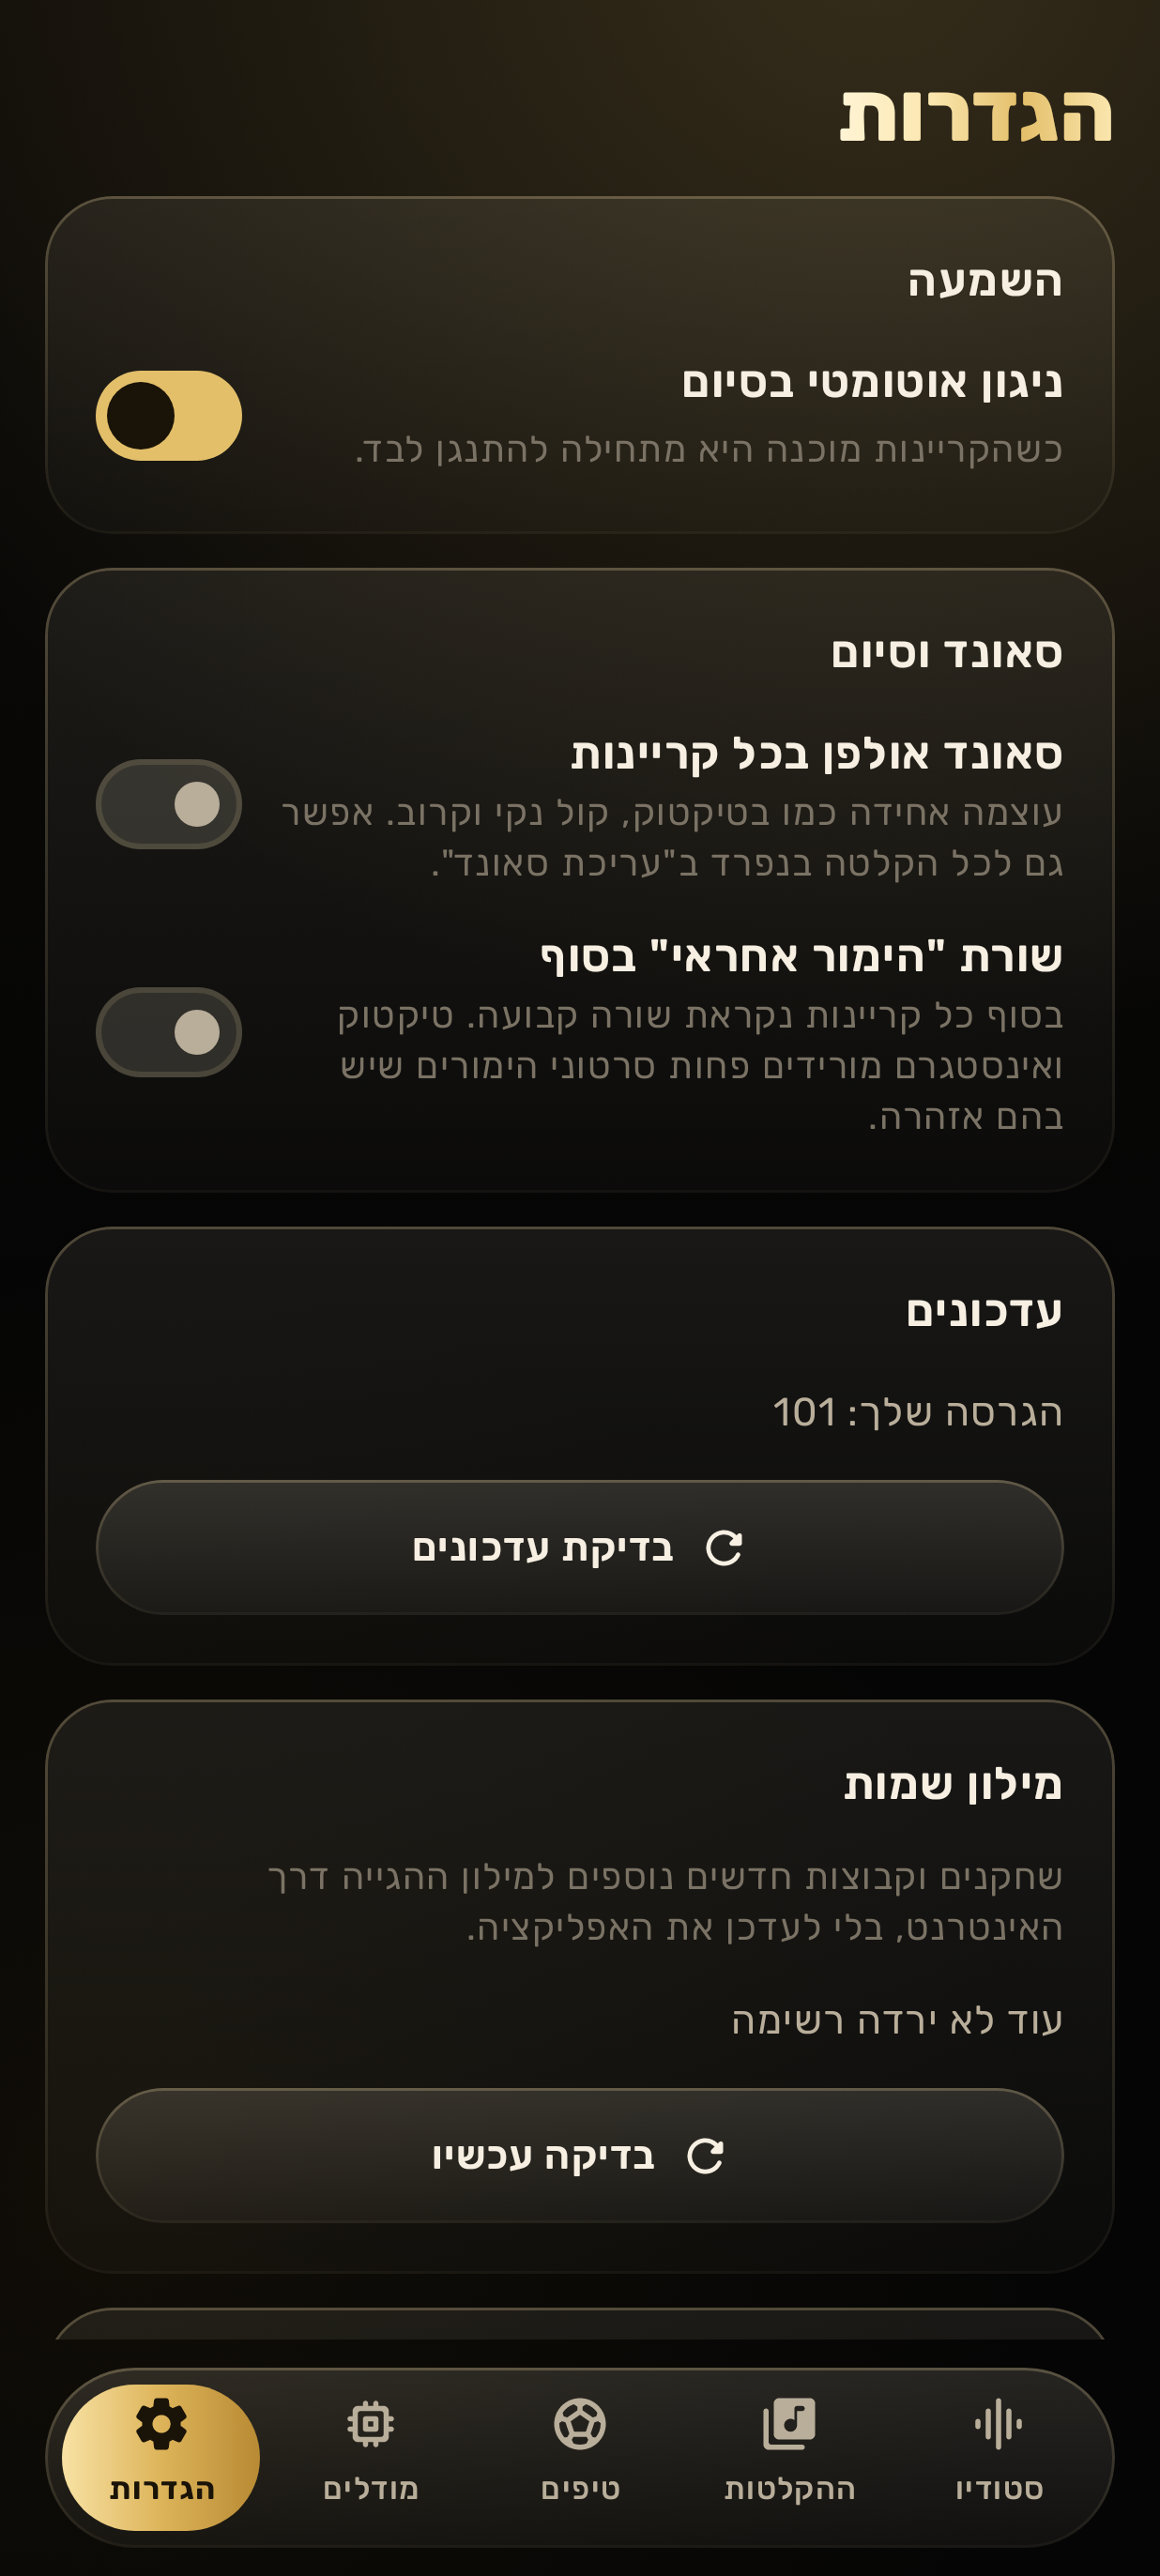 הגדרות
השמעה
ניגון אוטומטי בסיום
כשהקריינות מוכנה היא מתחילה להתנגן לבד.
סאונד וסיום
סאונד אולפן בכל קריינות
עוצמה אחידה כמו בטיקטוק, קול נקי וקרוב. אפשר
גם לכל הקלטה בנפרד ב"עריכת סאונד".
שורת "הימור אחראי" בסוף
בסוף כל קריינות נקראת שורה קבועה. טיקטוק
ואינסטגרם מורידים פחות סרטוני הימורים שיש
בהם אזהרה.
עדכונים
הגרסה שלך: 101
בדיקת עדכונים
מילון שמות
שחקנים וקבוצות חדשים נוספים למילון ההגייה דרך
האינטרנט, בלי לעדכן את האפליקציה.
עוד לא ירדה רשימה
בדיקה עכשיו
סטודיו
ההקלטות
טיפים
מודלים
הגדרות